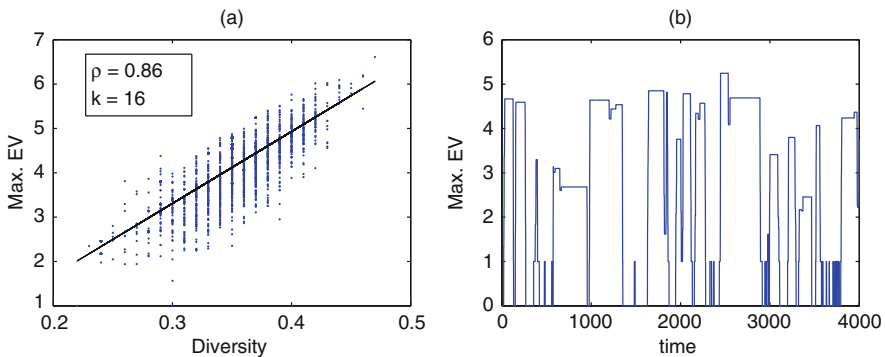 (a)
7
6
5
4
3
2
1
Max. EV
ρ = 0.86
k = 16
0.2 0.3 0.4 0.5
Diversity
(b)
6
5
4
3
2
1
0
Max. EV
0 1000 2000 3000 4000
time